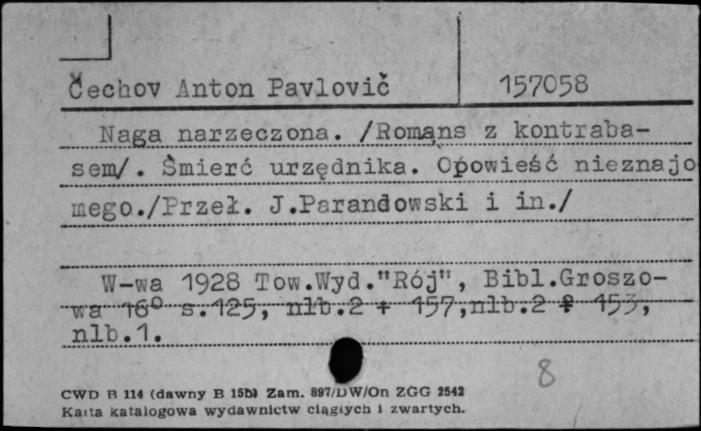 Čechov Anton Pavlovič 157058
Naga narzeczona. /Romans z kontraba-
sem/. Śmierć urzędnika. Opowieść nieznajo
mego./Przeł. J.Parandowski i in./
W-wa 1928 Tow.Wyd."Rój", Bibl.Groszo-
wa 16° s.125, nlb.2 + 157,nlb.2 + 153,
nlb.1.
8
CWD B 114 (dawny B 15b) Zam. 897/DW/On ZGG 2542
Karta katalogowa wydawnictw ciągłych i zwartych.